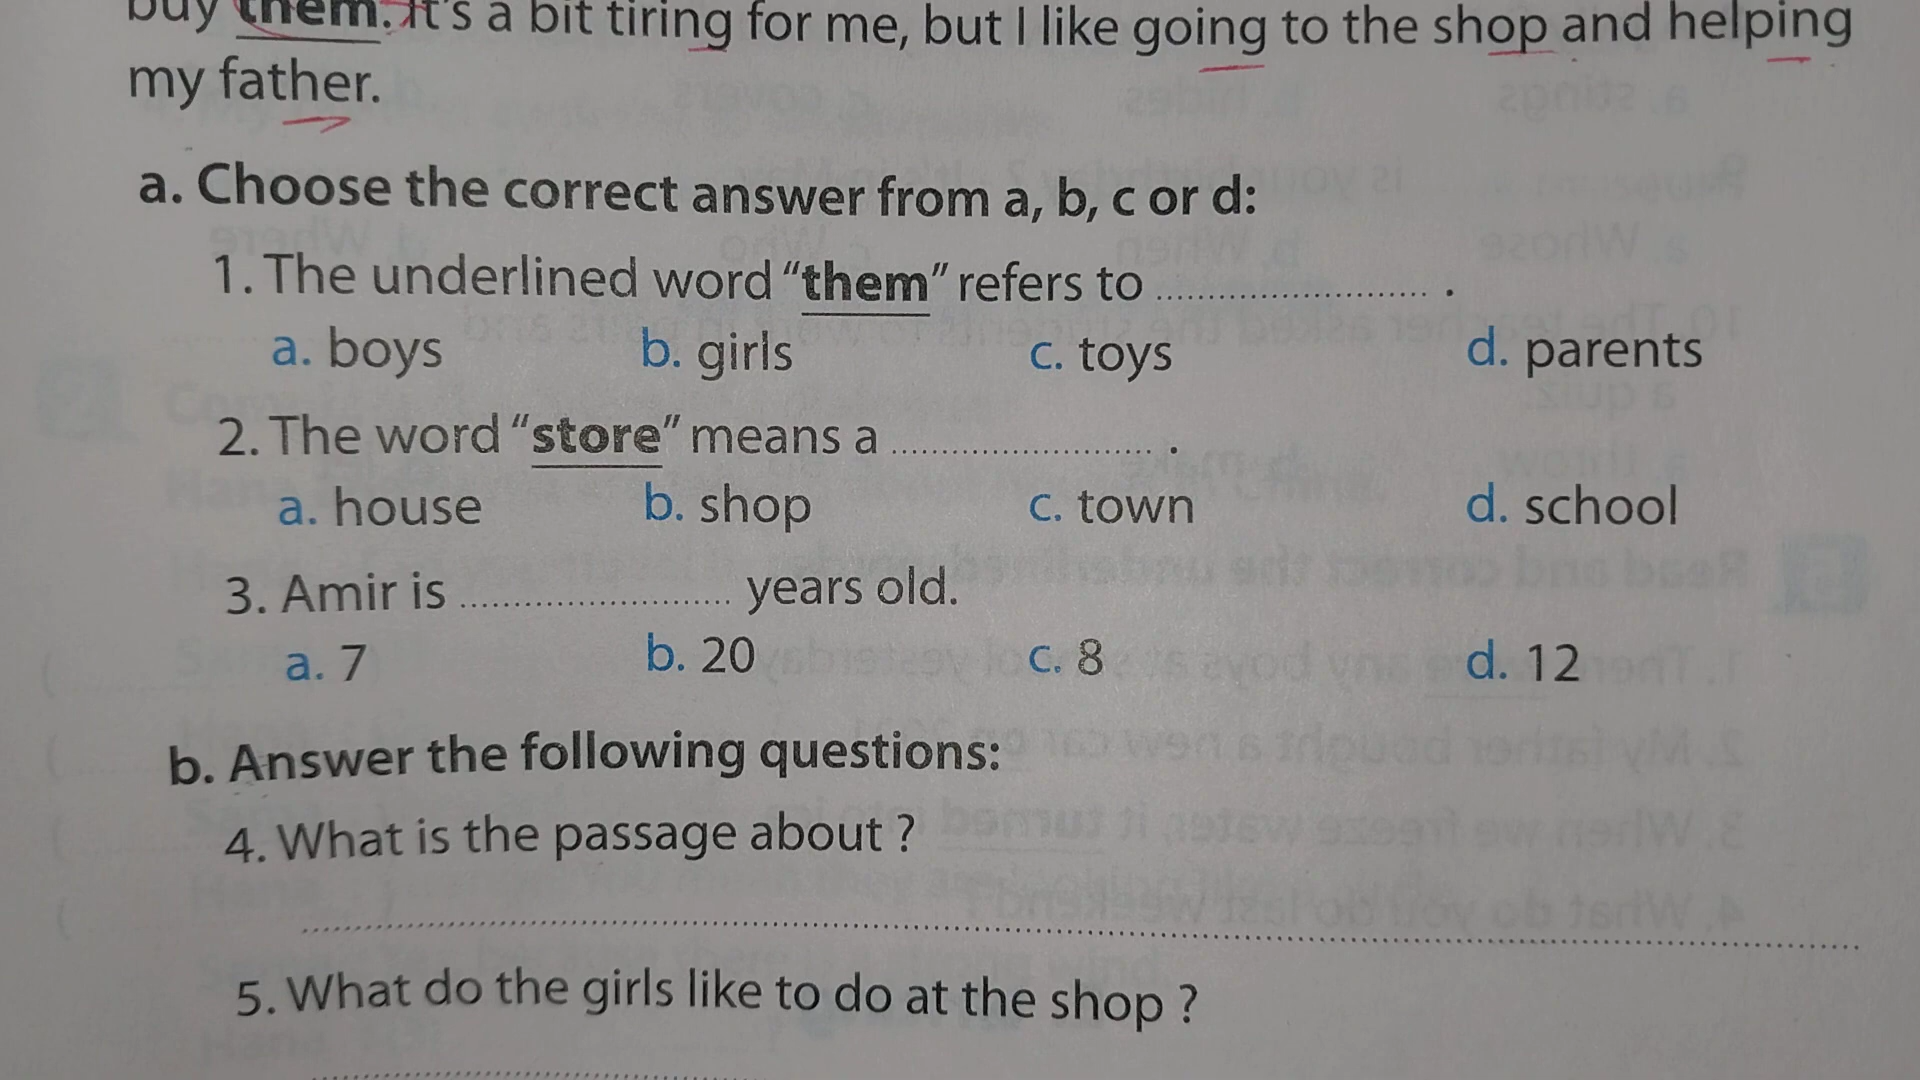 buy them. It's a bit tiring for me, but I like going to the shop and helping
my father.
a. Choose the correct answer from a, b, c or d:
1. The underlined word "them" refers to ........................... .
a. boys b. girls c. toys d. parents
2. The word "store" means a ........................... .
a. house b. shop c. town d. school
3. Amir is ........................... years old.
a. 7 b. 20 c. 8 d. 12
b. Answer the following questions:
4. What is the passage about ?
5. What do the girls like to do at the shop ?